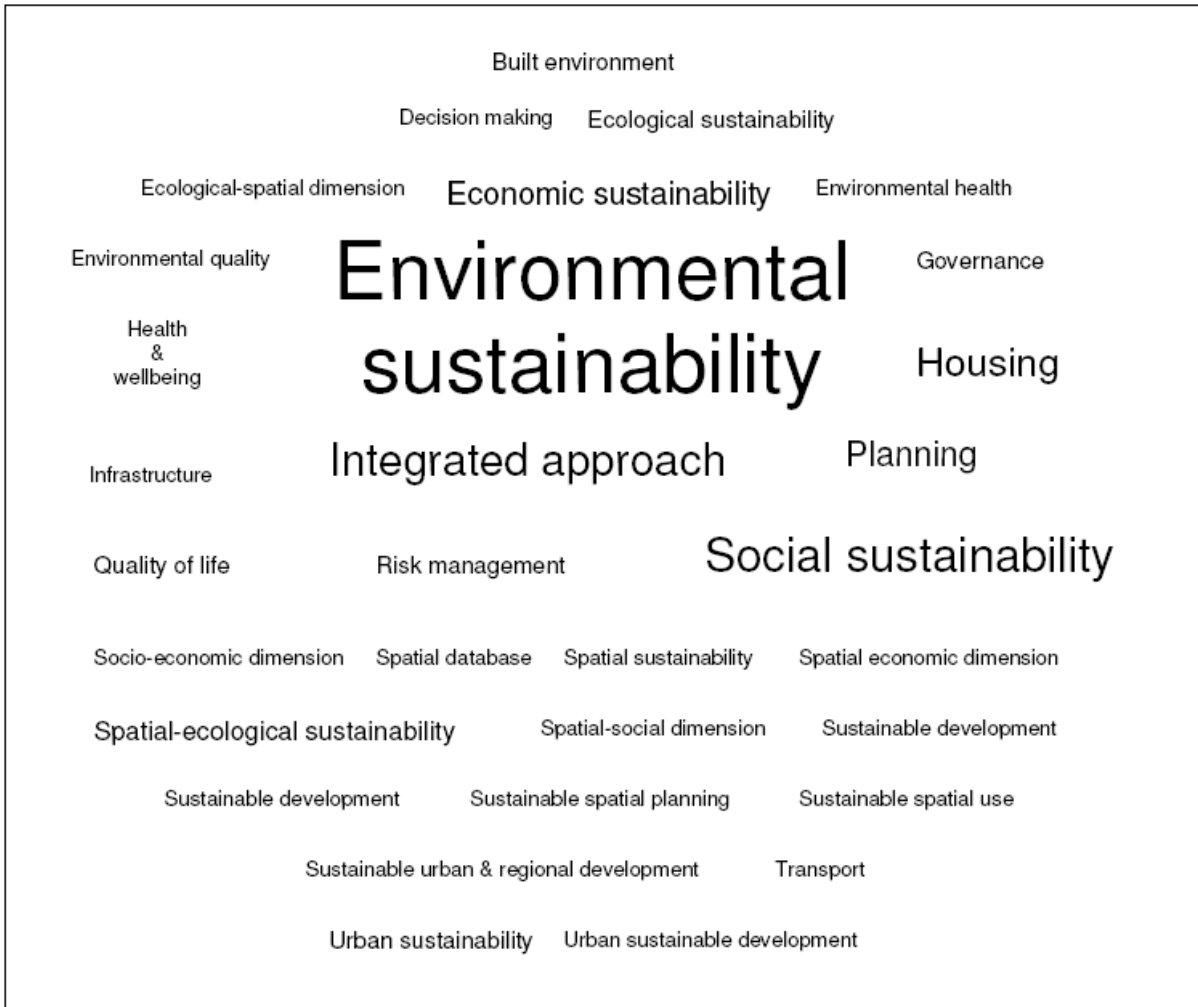 Built environment
Decision making Ecological sustainability
Ecological-spatial dimension Economic sustainability Environmental health
Environmental quality Environmental Governance
Health
&
wellbeing
sustainability Housing
Integrated approach Planning
Infrastructure
Quality of life Risk management Social sustainability
Socio-economic dimension Spatial database Spatial sustainability Spatial economic dimension
Spatial-ecological sustainability Spatial-social dimension Sustainable development
Sustainable development Sustainable spatial planning Sustainable spatial use
Sustainable urban & regional development Transport
Urban sustainability Urban sustainable development